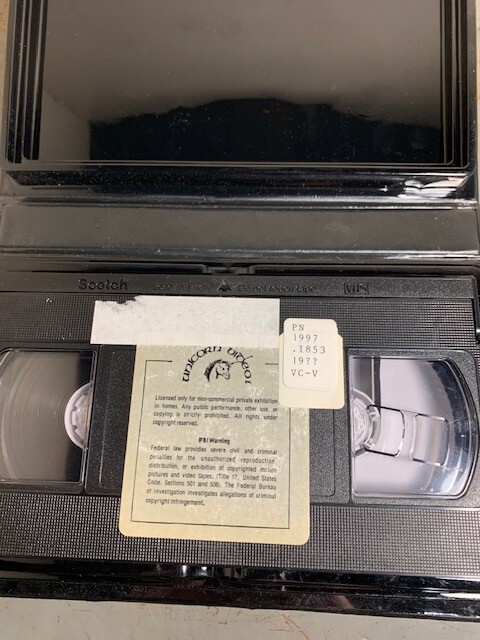 Scotch
VHS
PN
1997
.I853
19??
VC-V
UNICORN VIDEO!
Licensed only for non-commercial private exhibition
in homes. Any public performance, other use, or
copying is strictly prohibited. All rights under
copyright reserved.
FBI Warning
Federal law provides severe civil and criminal
penalties for the unauthorized reproduction,
distribution, or exhibition of copyrighted motion
pictures and video tapes. (Title 17, United States
Code, Sections 501 and 506). The Federal Bureau
of Investigation investigates allegations of criminal
copyright infringement.